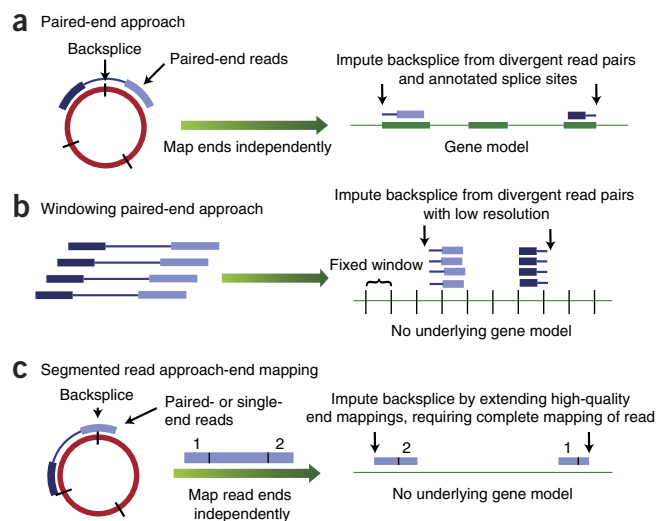 a Paired-end approach
Backsplice
Paired-end reads
Map ends independently
Impute backsplice from divergent read pairs
and annotated splice sites
Gene model
b Windowing paired-end approach
Impute backsplice from divergent read pairs
with low resolution
Fixed window
No underlying gene model
c Segmented read approach-end mapping
Backsplice
Paired- or single-
end reads
1 2
Map read ends
independently
Impute backsplice by extending high-quality
end mappings, requiring complete mapping of read
2 1
No underlying gene model